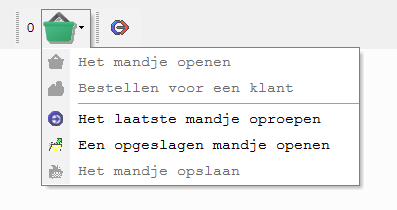 0
Het mandje openen
Bestellen voor een klant
Het laatste mandje oproepen
Een opgeslagen mandje openen
Het mandje opslaan